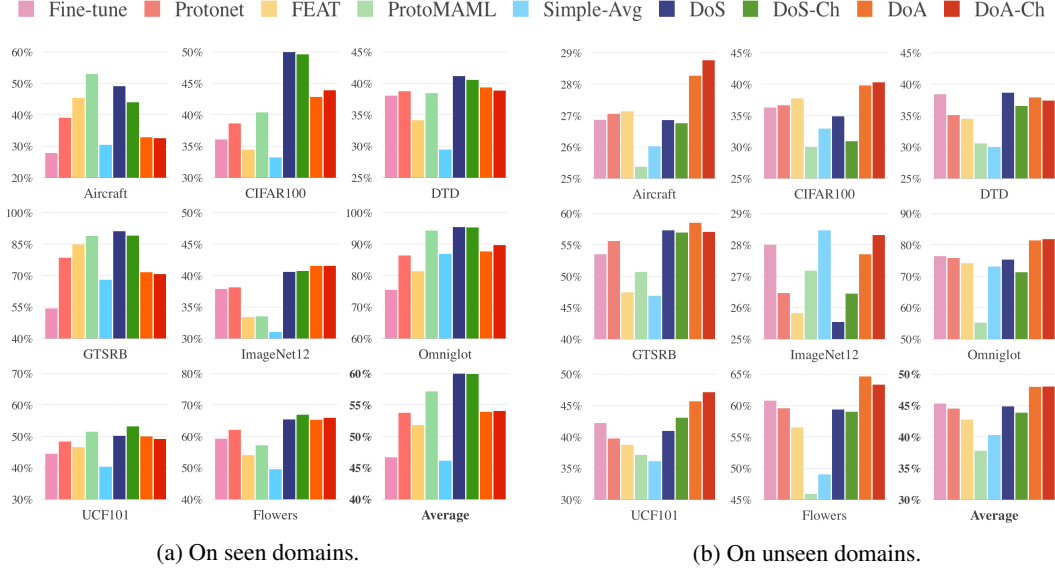 Fine-tune Protonet FEAT ProtoMAML Simple-Avg DoS DoS-Ch DoA DoA-Ch
60% 50% 40% 30% 20% Aircraft
50% 45% 40% 35% 30% CIFAR100
45% 40% 35% 30% 25% DTD
100% 85% 70% 55% 40% GTSRB
50% 45% 40% 35% 30% ImageNet12
100% 90% 80% 70% 60% Omniglot
70% 60% 50% 40% 30% UCF101
80% 70% 60% 50% 40% Flowers
60% 55% 50% 45% 40% Average
(a) On seen domains.
29% 28% 27% 26% 25% Aircraft
45% 40% 35% 30% 25% CIFAR100
45% 40% 35% 30% 25% DTD
60% 55% 50% 45% 40% GTSRB
29% 28% 27% 26% 25% ImageNet12
90% 80% 70% 60% 50% Omniglot
50% 45% 40% 35% 30% UCF101
65% 60% 55% 50% 45% Flowers
50% 45% 40% 35% 30% Average
(b) On unseen domains.